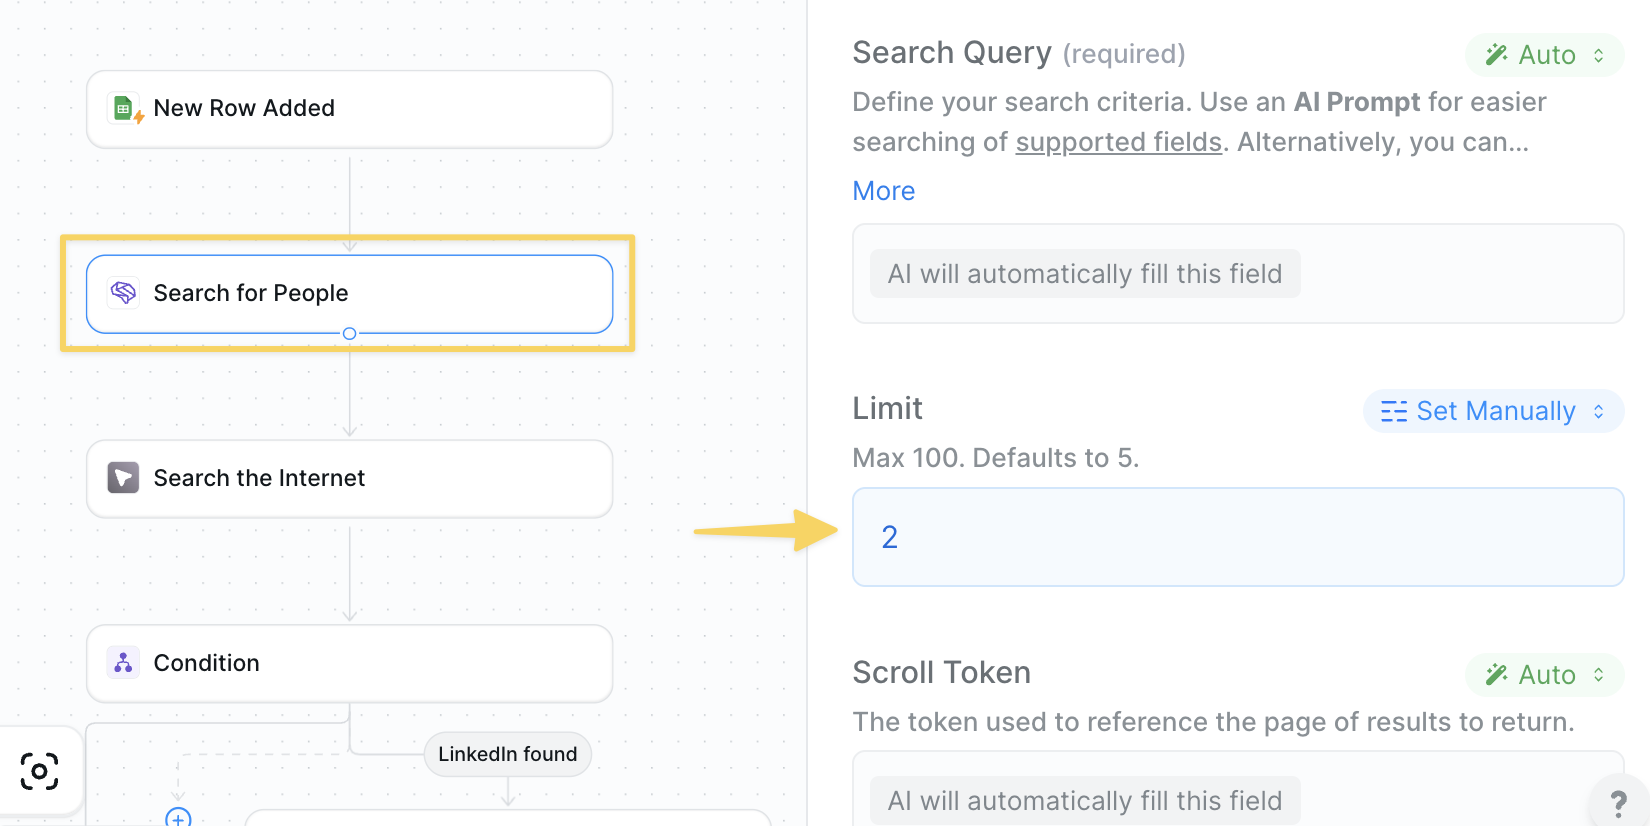 New Row Added
Search for People
Search the Internet
Condition
LinkedIn found
Search Query (required)
Auto
Define your search criteria. Use an AI Prompt for easier
searching of supported fields. Alternatively, you can...
More
AI will automatically fill this field
Limit
Set Manually
Max 100. Defaults to 5.
2
Scroll Token
Auto
The token used to reference the page of results to return.
AI will automatically fill this field
?